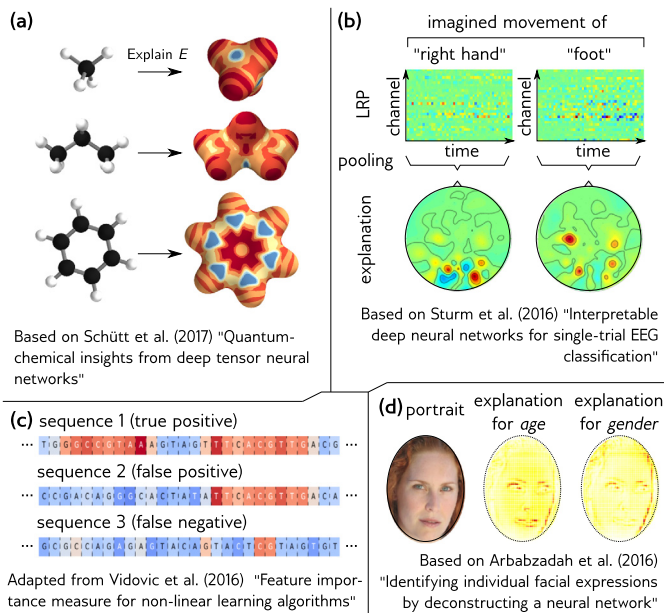 (a)
Explain E
Based on Schütt et al. (2017) "Quantum-
chemical insights from deep tensor neural
networks"
(b)
imagined movement of
"right hand" "foot"
LRP
channel
channel
time time
pooling
explanation
Based on Sturm et al. (2016) "Interpretable
deep neural networks for single-trial EEG
classification"
(c) sequence 1 (true positive)
··· T G G G C C G T A A A G T A G T T T C A C G T T G A C G ···
sequence 2 (false positive)
··· C C G A C A G G G C A C T A T A T T C A C G T T G A C A ···
sequence 3 (false negative)
··· G C G C C A G A G A G T A C A G T A C T C G T A G T G T ···
Adapted from Vidovic et al. (2016) "Feature impor-
tance measure for non-linear learning algorithms"
(d) portrait
explanation
for age
explanation
for gender
Based on Arbabzadah et al. (2016)
"Identifying individual facial expressions
by deconstructing a neural network"